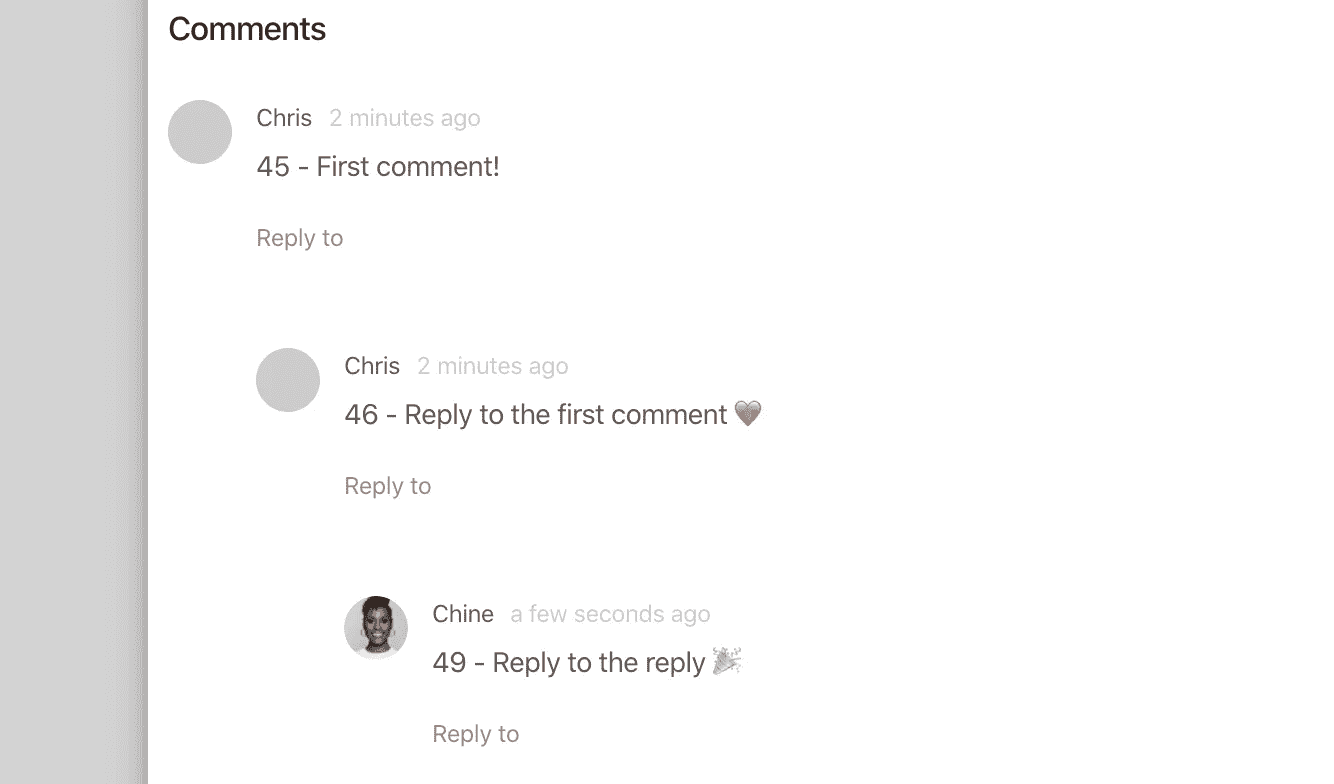 Comments
Chris 2 minutes ago
45 - First comment!
Reply to
Chris 2 minutes ago
46 - Reply to the first comment 🤎
Reply to
Chine a few seconds ago
49 - Reply to the reply 🎉
Reply to